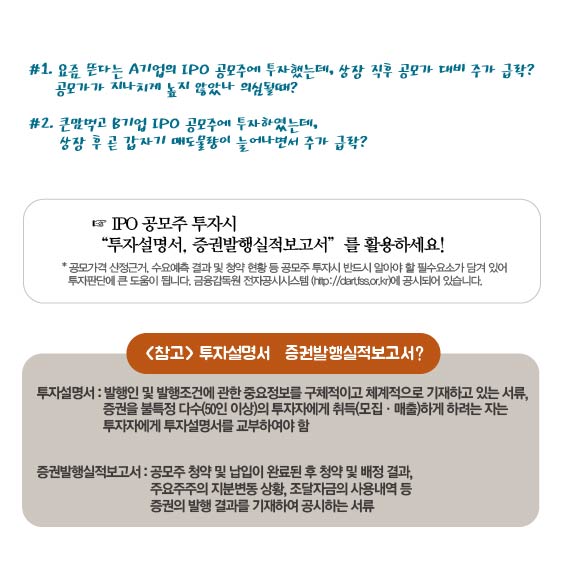 #1. 요즘 뜬다는 A기업의 IPO 공모주에 투자했는데, 상장 직후 공모가 대비 주가 급락?
공모가가 지나치게 높지 않았나 의심될때?
#2. 큰맘먹고 B기업 IPO 공모주에 투자하였는데,
상장 후 곧 갑자기 매도물량이 늘어나면서 주가 급락?
☞ IPO 공모주 투자시
“투자설명서, 증권발행실적보고서” 를 활용하세요!
* 공모가격 산정근거, 수요예측 결과 및 청약 현황 등 공모주 투자시 반드시 알아야 할 필수요소가 담겨 있어
투자판단에 큰 도움이 됩니다. 금융감독원 전자공시시스템 (http://dart.fss.or.kr)에 공시되어 있습니다.
<참고> 투자설명서 증권발행실적보고서?
투자설명서 : 발행인 및 발행조건에 관한 중요정보를 구체적이고 체계적으로 기재하고 있는 서류,
증권을 불특정 다수(50인 이상)의 투자자에게 취득(모집 · 매출)하게 하려는 자는
투자자에게 투자설명서를 교부하여야 함
증권발행실적보고서 : 공모주 청약 및 납입이 완료된 후 청약 및 배정 결과,
주요주주의 지분변동 상황, 조달자금의 사용내역 등
증권의 발행 결과를 기재하여 공시하는 서류